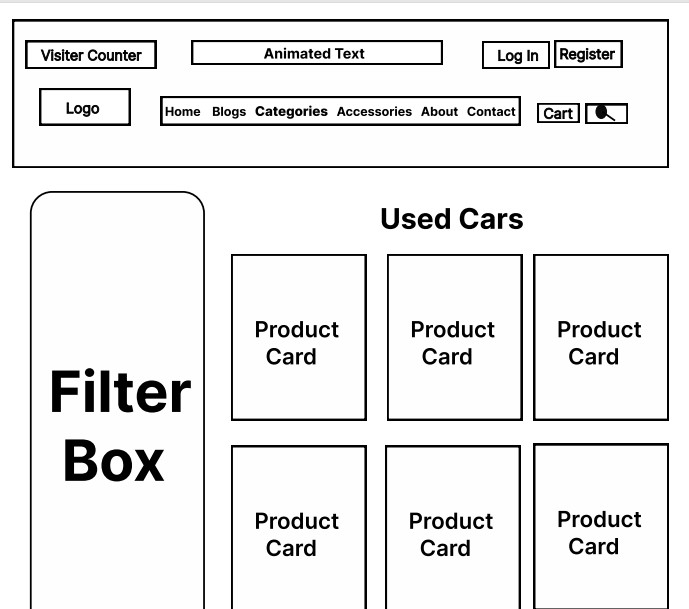 Visiter Counter
Animated Text
Log In
Register
Logo
Home Blogs Categories Accessories About Contact
Cart
Used Cars
Filter
Box
Product
Card
Product
Card
Product
Card
Product
Card
Product
Card
Product
Card